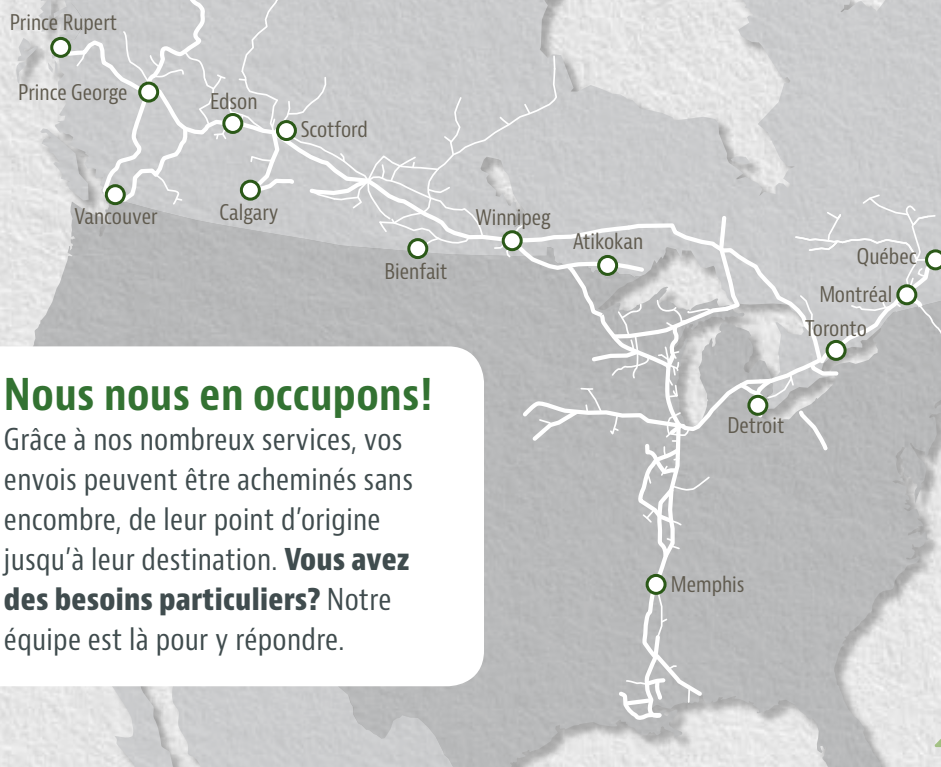 Prince Rupert
Prince George
Edson
Scotford
Vancouver
Calgary
Winnipeg
Bienfait
Atikokan
Québec
Montréal
Toronto
Detroit
Memphis
Nous nous en occupons!
Grâce à nos nombreux services, vos
envois peuvent être acheminés sans
encombre, de leur point d’origine
jusqu’à leur destination. Vous avez
des besoins particuliers? Notre
équipe est là pour y répondre.